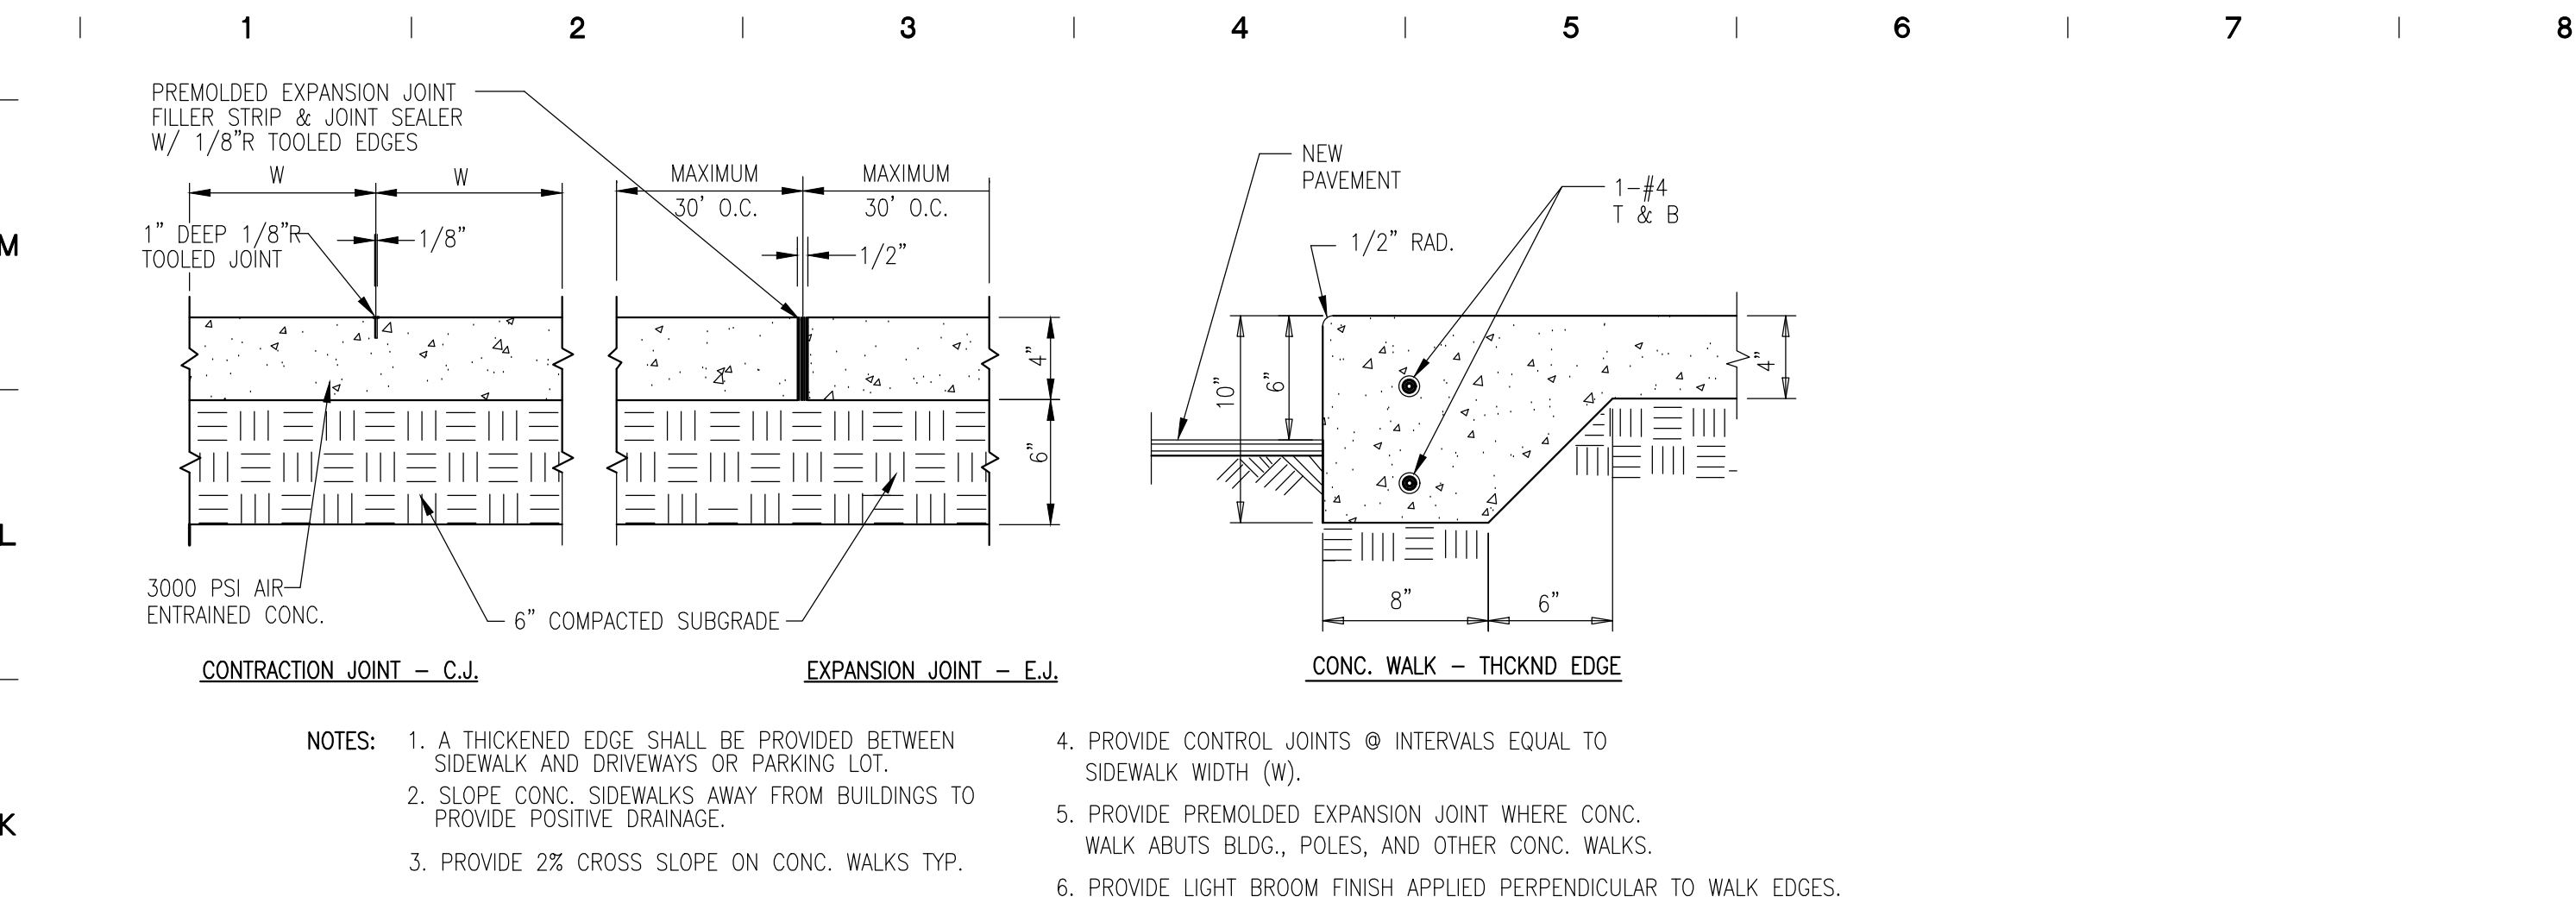 1 2 3 4 5 6 7 8
PREMOLDED EXPANSION JOINT
FILLER STRIP & JOINT SEALER
W/ 1/8"R TOOLED EDGES
W
W
1" DEEP 1/8"R
TOOLED JOINT
1/8"
MAXIMUM
30' O.C.
MAXIMUM
30' O.C.
1/2"
4"
6"
3000 PSI AIR
ENTRAINED CONC.
6" COMPACTED SUBGRADE
CONTRACTION JOINT - C.J.
EXPANSION JOINT - E.J.
NEW
PAVEMENT
1-#4
T & B
1/2" RAD.
10"
6"
4"
8"
6"
CONC. WALK - THCKND EDGE
M
L
K
NOTES:
1. A THICKENED EDGE SHALL BE PROVIDED BETWEEN
SIDEWALK AND DRIVEWAYS OR PARKING LOT.
2. SLOPE CONC. SIDEWALKS AWAY FROM BUILDINGS TO
PROVIDE POSITIVE DRAINAGE.
3. PROVIDE 2% CROSS SLOPE ON CONC. WALKS TYP.
4. PROVIDE CONTROL JOINTS @ INTERVALS EQUAL TO
SIDEWALK WIDTH (W).
5. PROVIDE PREMOLDED EXPANSION JOINT WHERE CONC.
WALK ABUTS BLDG., POLES, AND OTHER CONC. WALKS.
6. PROVIDE LIGHT BROOM FINISH APPLIED PERPENDICULAR TO WALK EDGES.